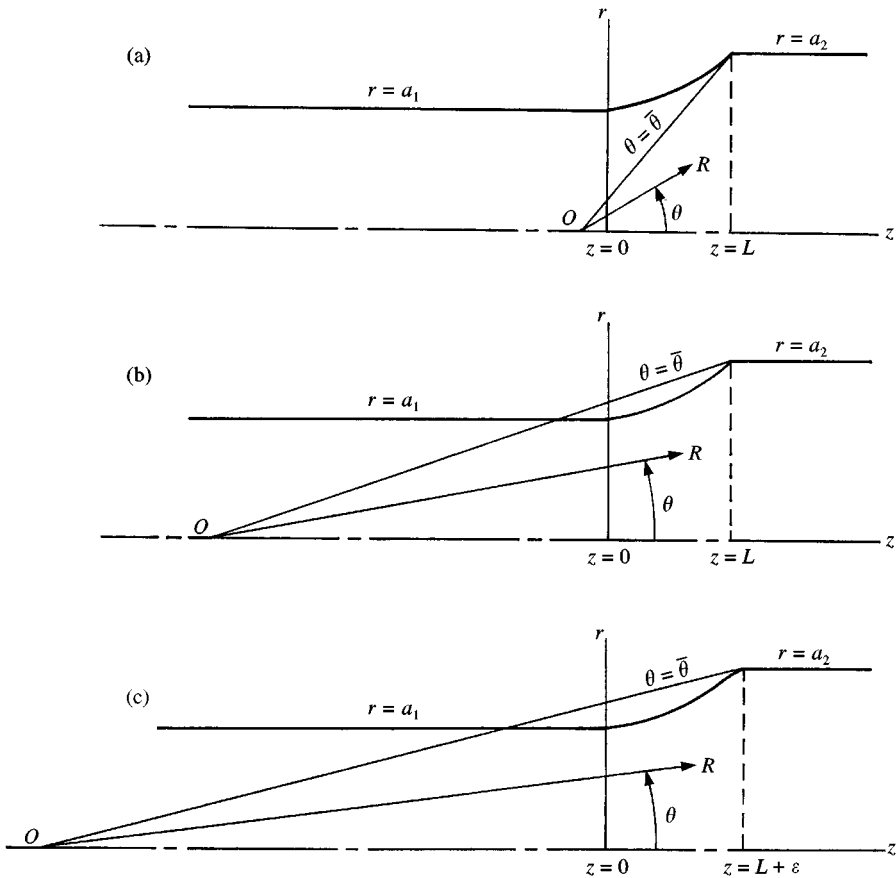 r
(a)
r = a₂
r = a₁
θ = θ̄
R
O
θ
z
z = 0
z = L
r
(b)
r = a₂
θ = θ̄
r = a₁
R
θ
O
z
z = 0
z = L
r
(c)
r = a₂
θ = θ̄
r = a₁
R
θ
O
z
z = 0
z = L + ε